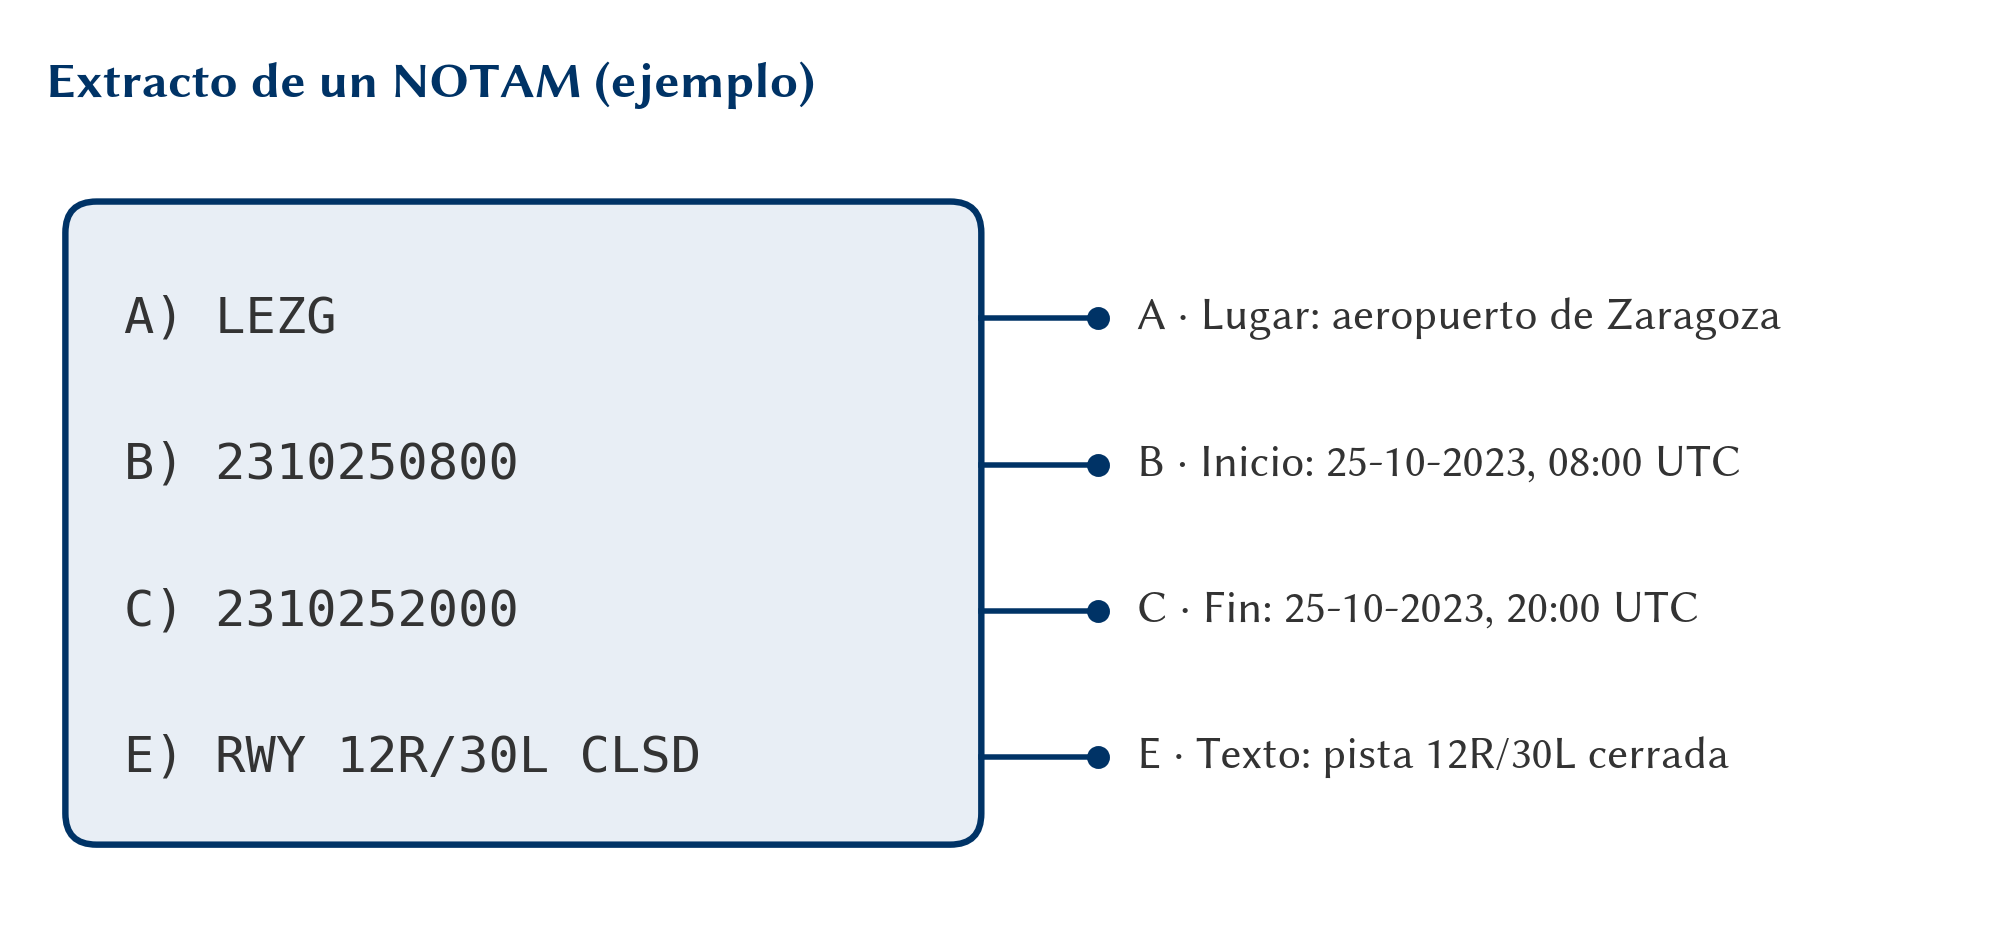 Extracto de un NOTAM (ejemplo)
A) LEZG
A · Lugar: aeropuerto de Zaragoza
B) 2310250800
B · Inicio: 25-10-2023, 08:00 UTC
C) 2310252000
C · Fin: 25-10-2023, 20:00 UTC
E) RWY 12R/30L CLSD
E · Texto: pista 12R/30L cerrada